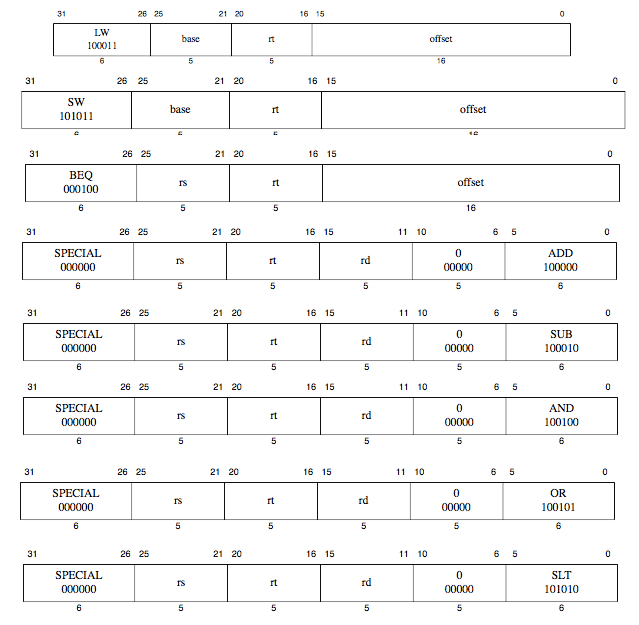 31 26 25 21 20 16 15 0
LW
100011 base rt offset
6 5 5 16
31 26 25 21 20 16 15 0
SW
101011 base rt offset
6 5 5 16
31 26 25 21 20 16 15 0
BEQ
000100 rs rt offset
6 5 5 16
31 26 25 21 20 16 15 11 10 6 5 0
SPECIAL 0 ADD
000000 rs rt rd 00000 100000
6 5 5 5 5 6
31 26 25 21 20 16 15 11 10 6 5 0
SPECIAL 0 SUB
000000 rs rt rd 00000 100010
6 5 5 5 5 6
31 26 25 21 20 16 15 11 10 6 5 0
SPECIAL 0 AND
000000 rs rt rd 00000 100100
6 5 5 5 5 6
31 26 25 21 20 16 15 11 10 6 5 0
SPECIAL 0 OR
000000 rs rt rd 00000 100101
6 5 5 5 5 6
31 26 25 21 20 16 15 11 10 6 5 0
SPECIAL 0 SLT
000000 rs rt rd 00000 101010
6 5 5 5 5 6